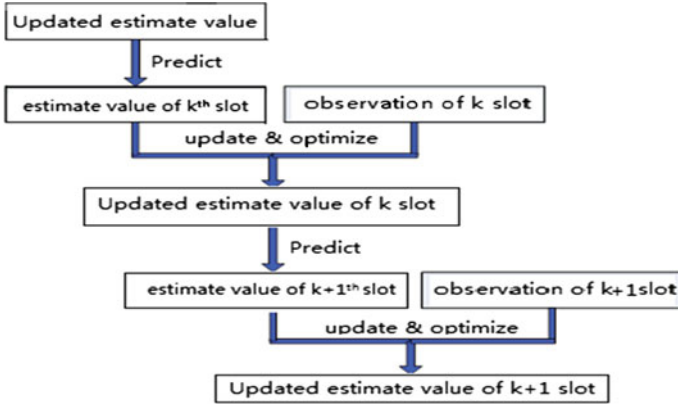 Updated estimate value
Predict
estimate value of kth slot
observation of k slot
update & optimize
Updated estimate value of k slot
Predict
estimate value of k+1th slot
observation of k+1slot
update & optimize
Updated estimate value of k+1 slot